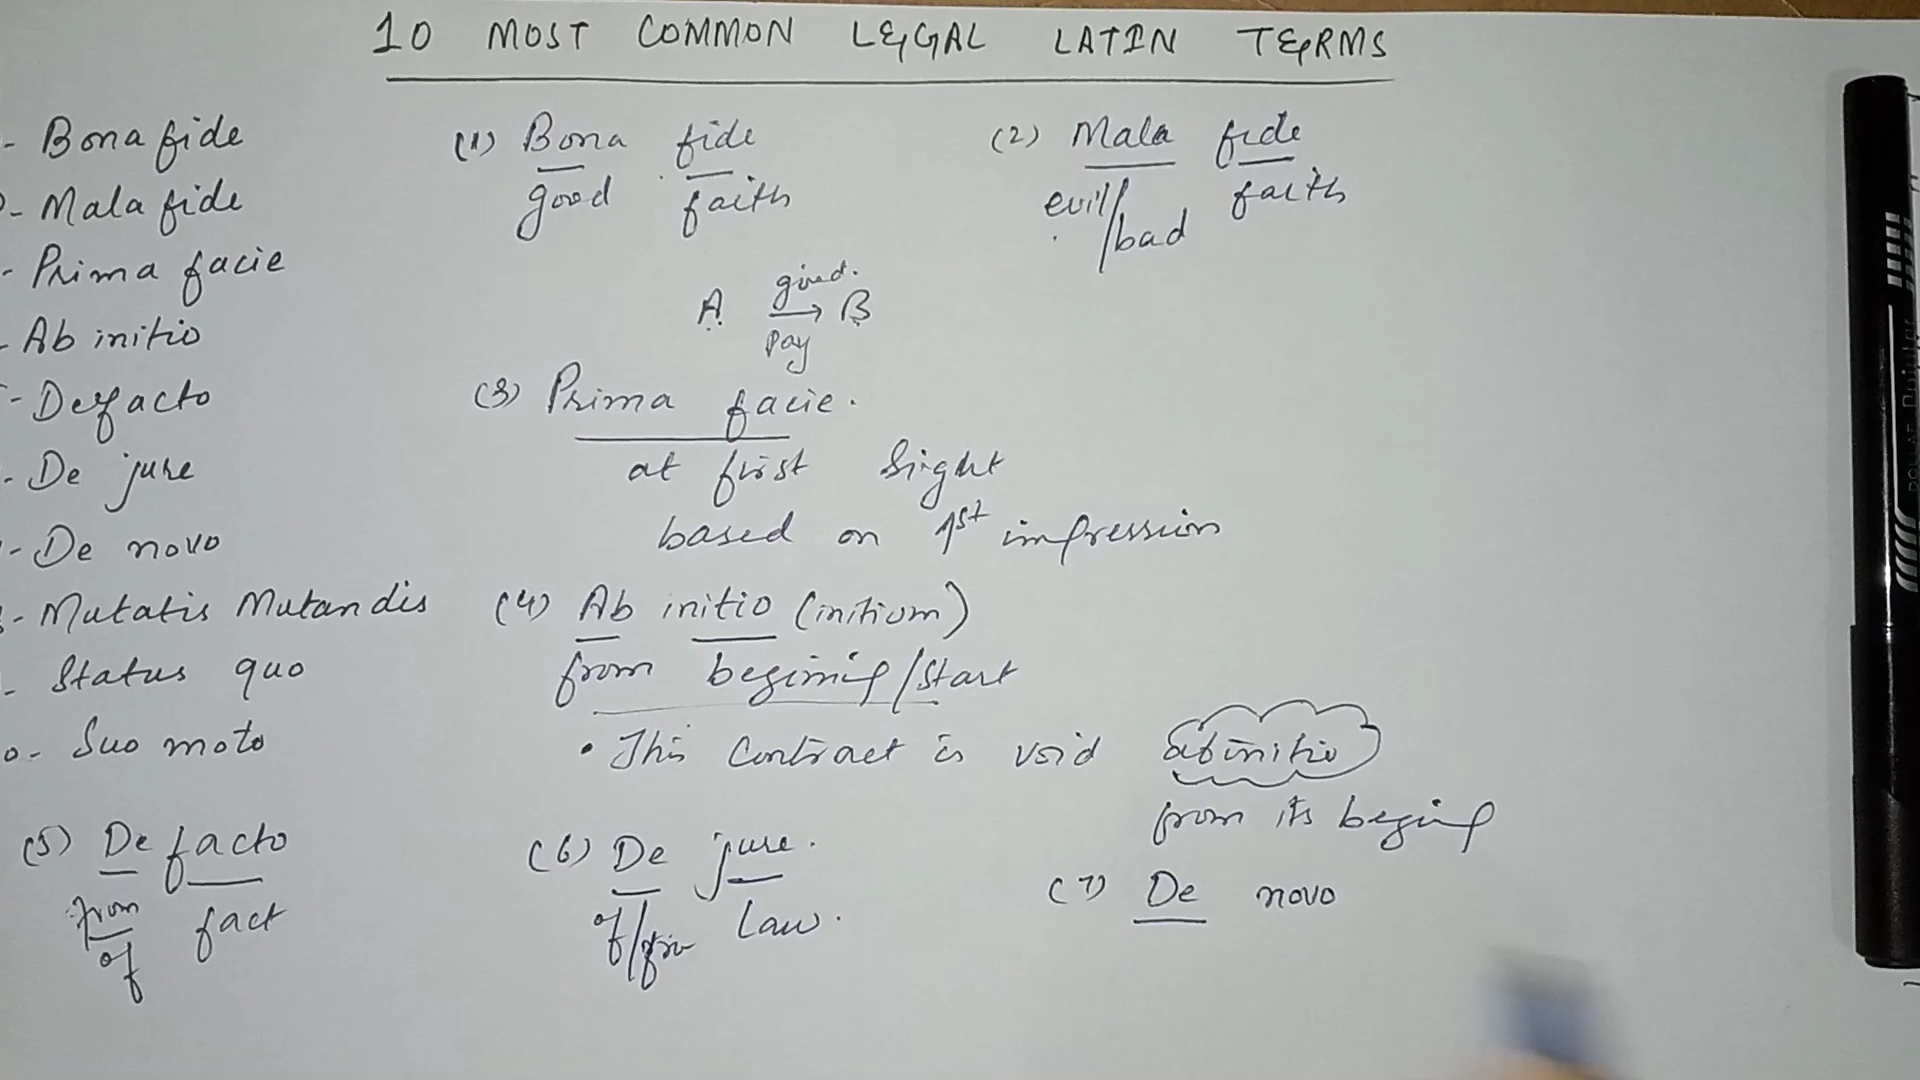 10 MOST COMMON LEGAL LATIN TERMS
- Bona fide
- Mala fide
- Prima facie
- Ab initio
- Defacto
- De jure
- De novo
- Mutatis Mutandis
- Status quo
- Suo moto
(1) Bona fide
good faith
(2) Mala fide
evil/ faith
/bad
A → B
Pay
(3) Prima facie.
at first Sight
based on 1st impression
(4) Ab initio (initium)
from begining/Start
• This Contract is void abinitio
from its begining
(5) De facto
from fact
of
(6) De jure.
of/from Law.
(7) De novo